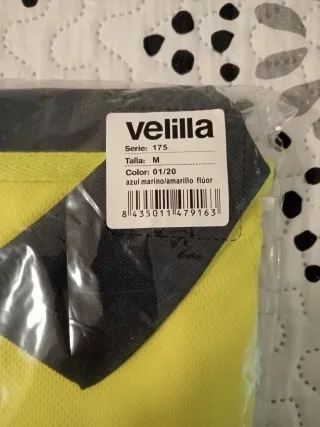 velilla
Serie: 175
Talla: M
Color: 01/20
azul marino/amarillo flúor
8 435011 479163